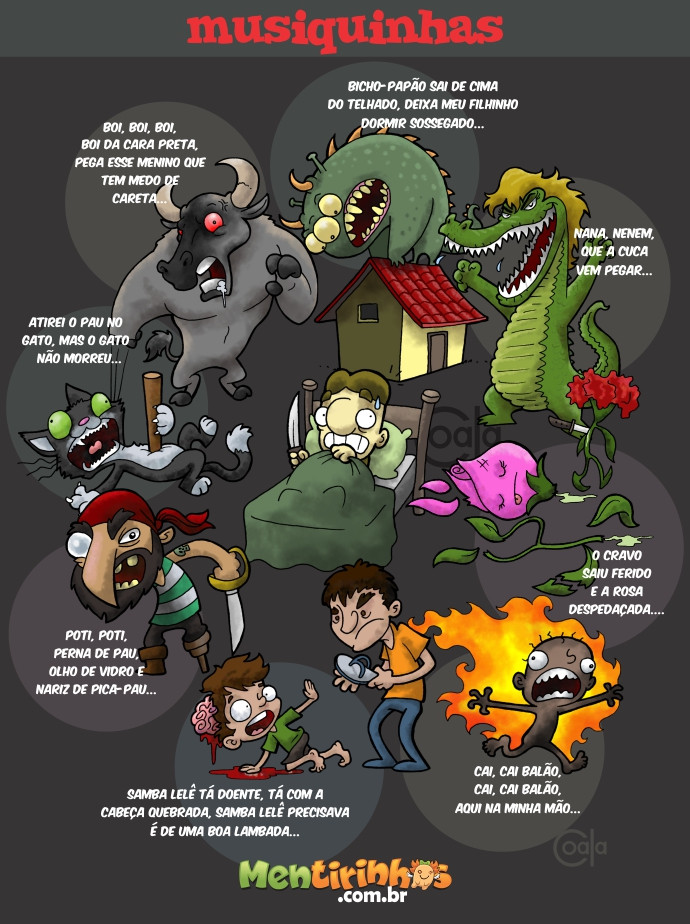 musiquinhas
BICHO-PAPÃO SAI DE CIMA
DO TELHADO, DEIXA MEU FILHINHO
DORMIR SOSSEGADO...
BOI, BOI, BOI,
BOI DA CARA PRETA,
PEGA ESSE MENINO QUE
TEM MEDO DE
CARETA...
NANA, NENEM,
QUE A CUCA
VEM PEGAR...
ATIREI O PAU NO
GATO, MAS O GATO
NÃO MORREU...
Coala
O CRAVO
SAIU FERIDO
E A ROSA
DESPEDAÇADA....
POTI, POTI,
PERNA DE PAU,
OLHO DE VIDRO E
NARIZ DE PICA-PAU...
SAMBA LELÊ TÁ DOENTE, TÁ COM A
CABEÇA QUEBRADA, SAMBA LELÊ PRECISAVA
É DE UMA BOA LAMBADA...
CAI, CAI BALÃO,
CAI, CAI BALÃO,
AQUI NA MINHA MÃO...
Coala
Mentirinhas
.com.br